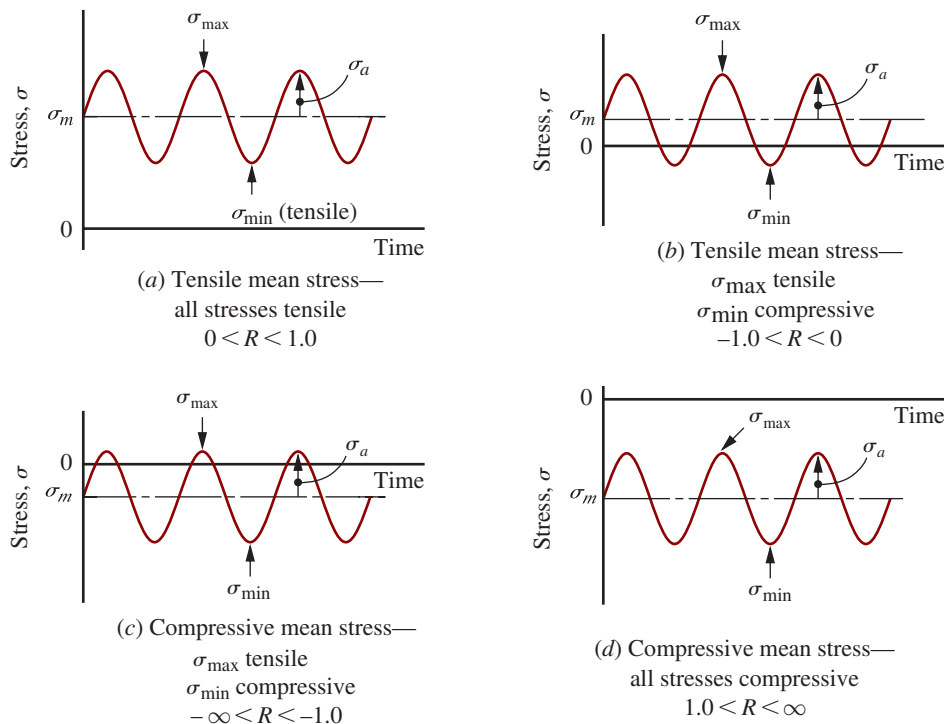 σmax
σa
Stress, σ
σm
σmin (tensile)
0
Time
(a) Tensile mean stress—
all stresses tensile
0 < R < 1.0
σmax
σa
Stress, σ
σm
0
Time
σmin
(b) Tensile mean stress—
σmax tensile
σmin compressive
–1.0 < R < 0
σmax
0
σa
Time
Stress, σ
σm
σmin
(c) Compressive mean stress—
σmax tensile
σmin compressive
– ∞ < R < –1.0
0
Time
σmax
σa
Stress, σ
σm
σmin
(d) Compressive mean stress—
all stresses compressive
1.0 < R < ∞